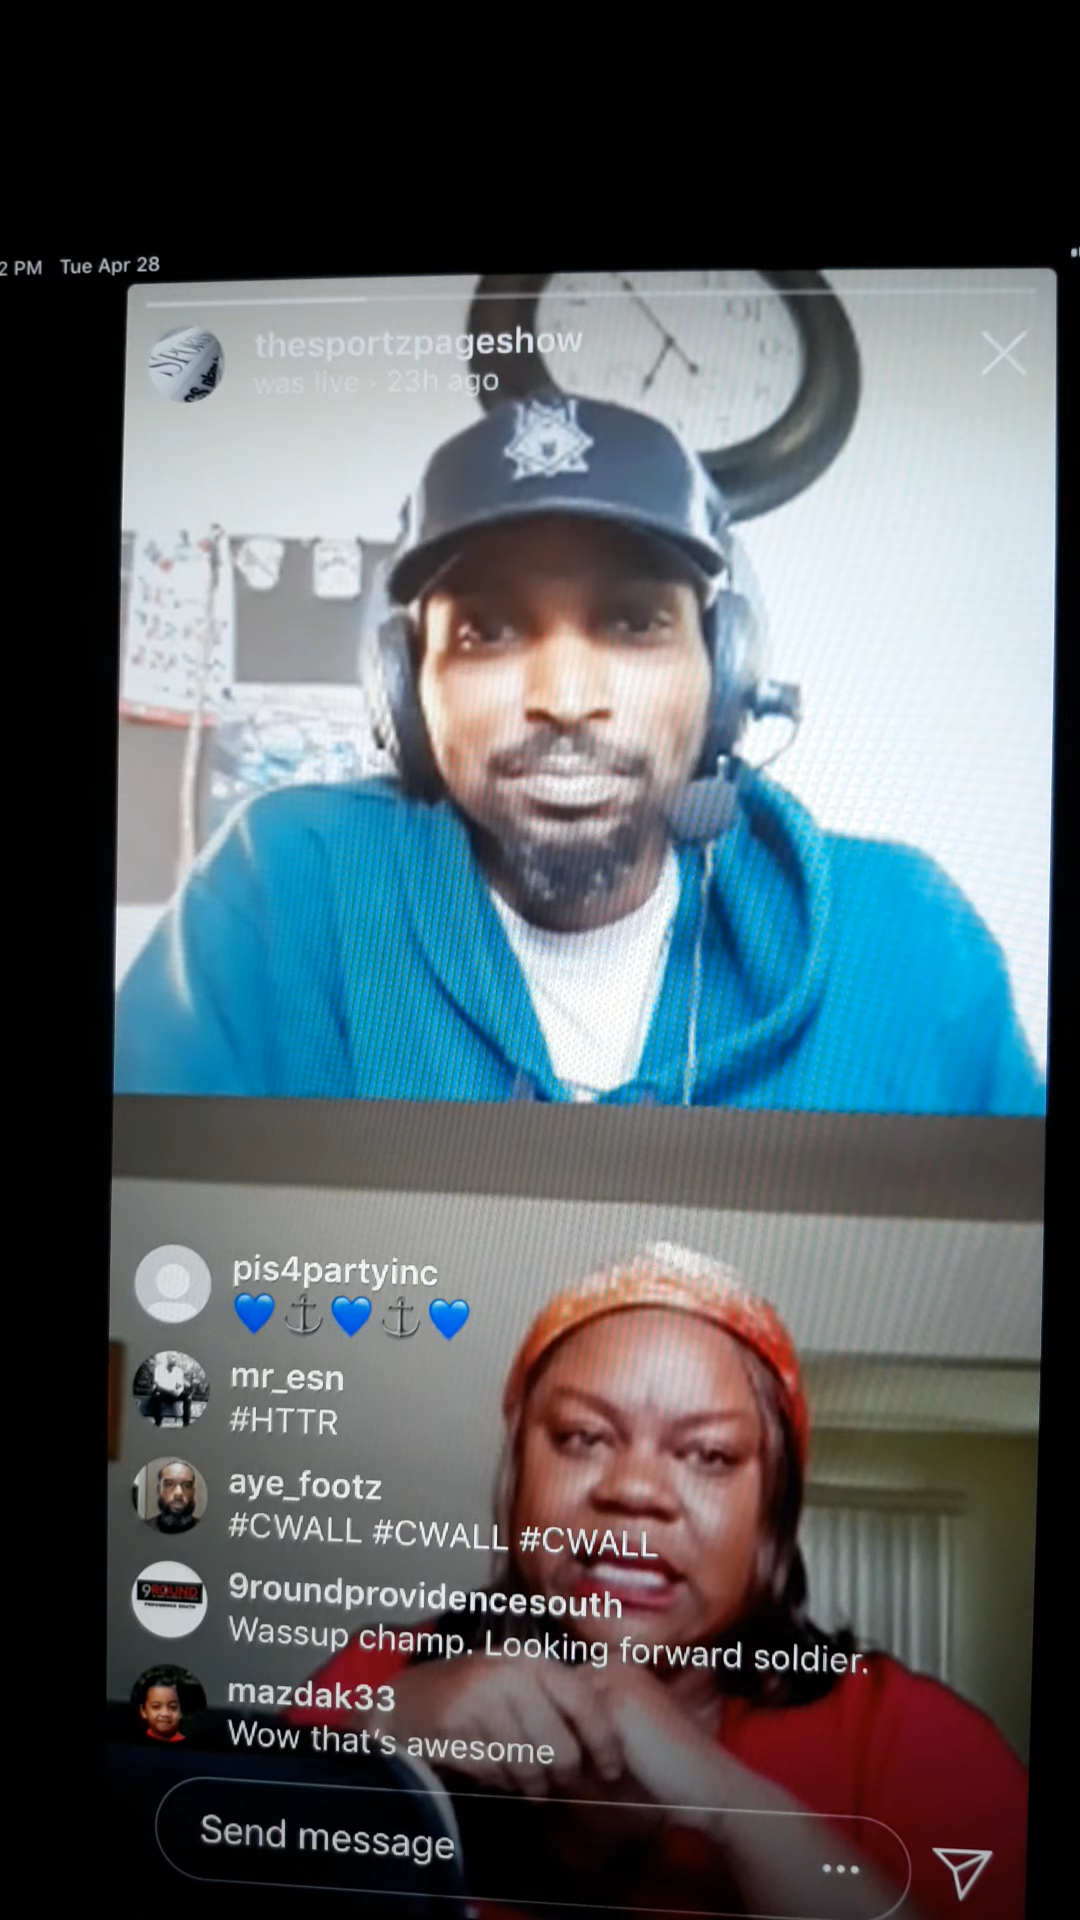 2 PM Tue Apr 28
thesportzpageshow
was live · 23h ago
pis4partyinc
💙⚓💙⚓💙
mr_esn
#HTTR
aye_footz
#CWALL #CWALL #CWALL
9ROUND
9roundprovidencesouth
Wassup champ. Looking forward soldier.
mazdak33
Wow that's awesome
Send message